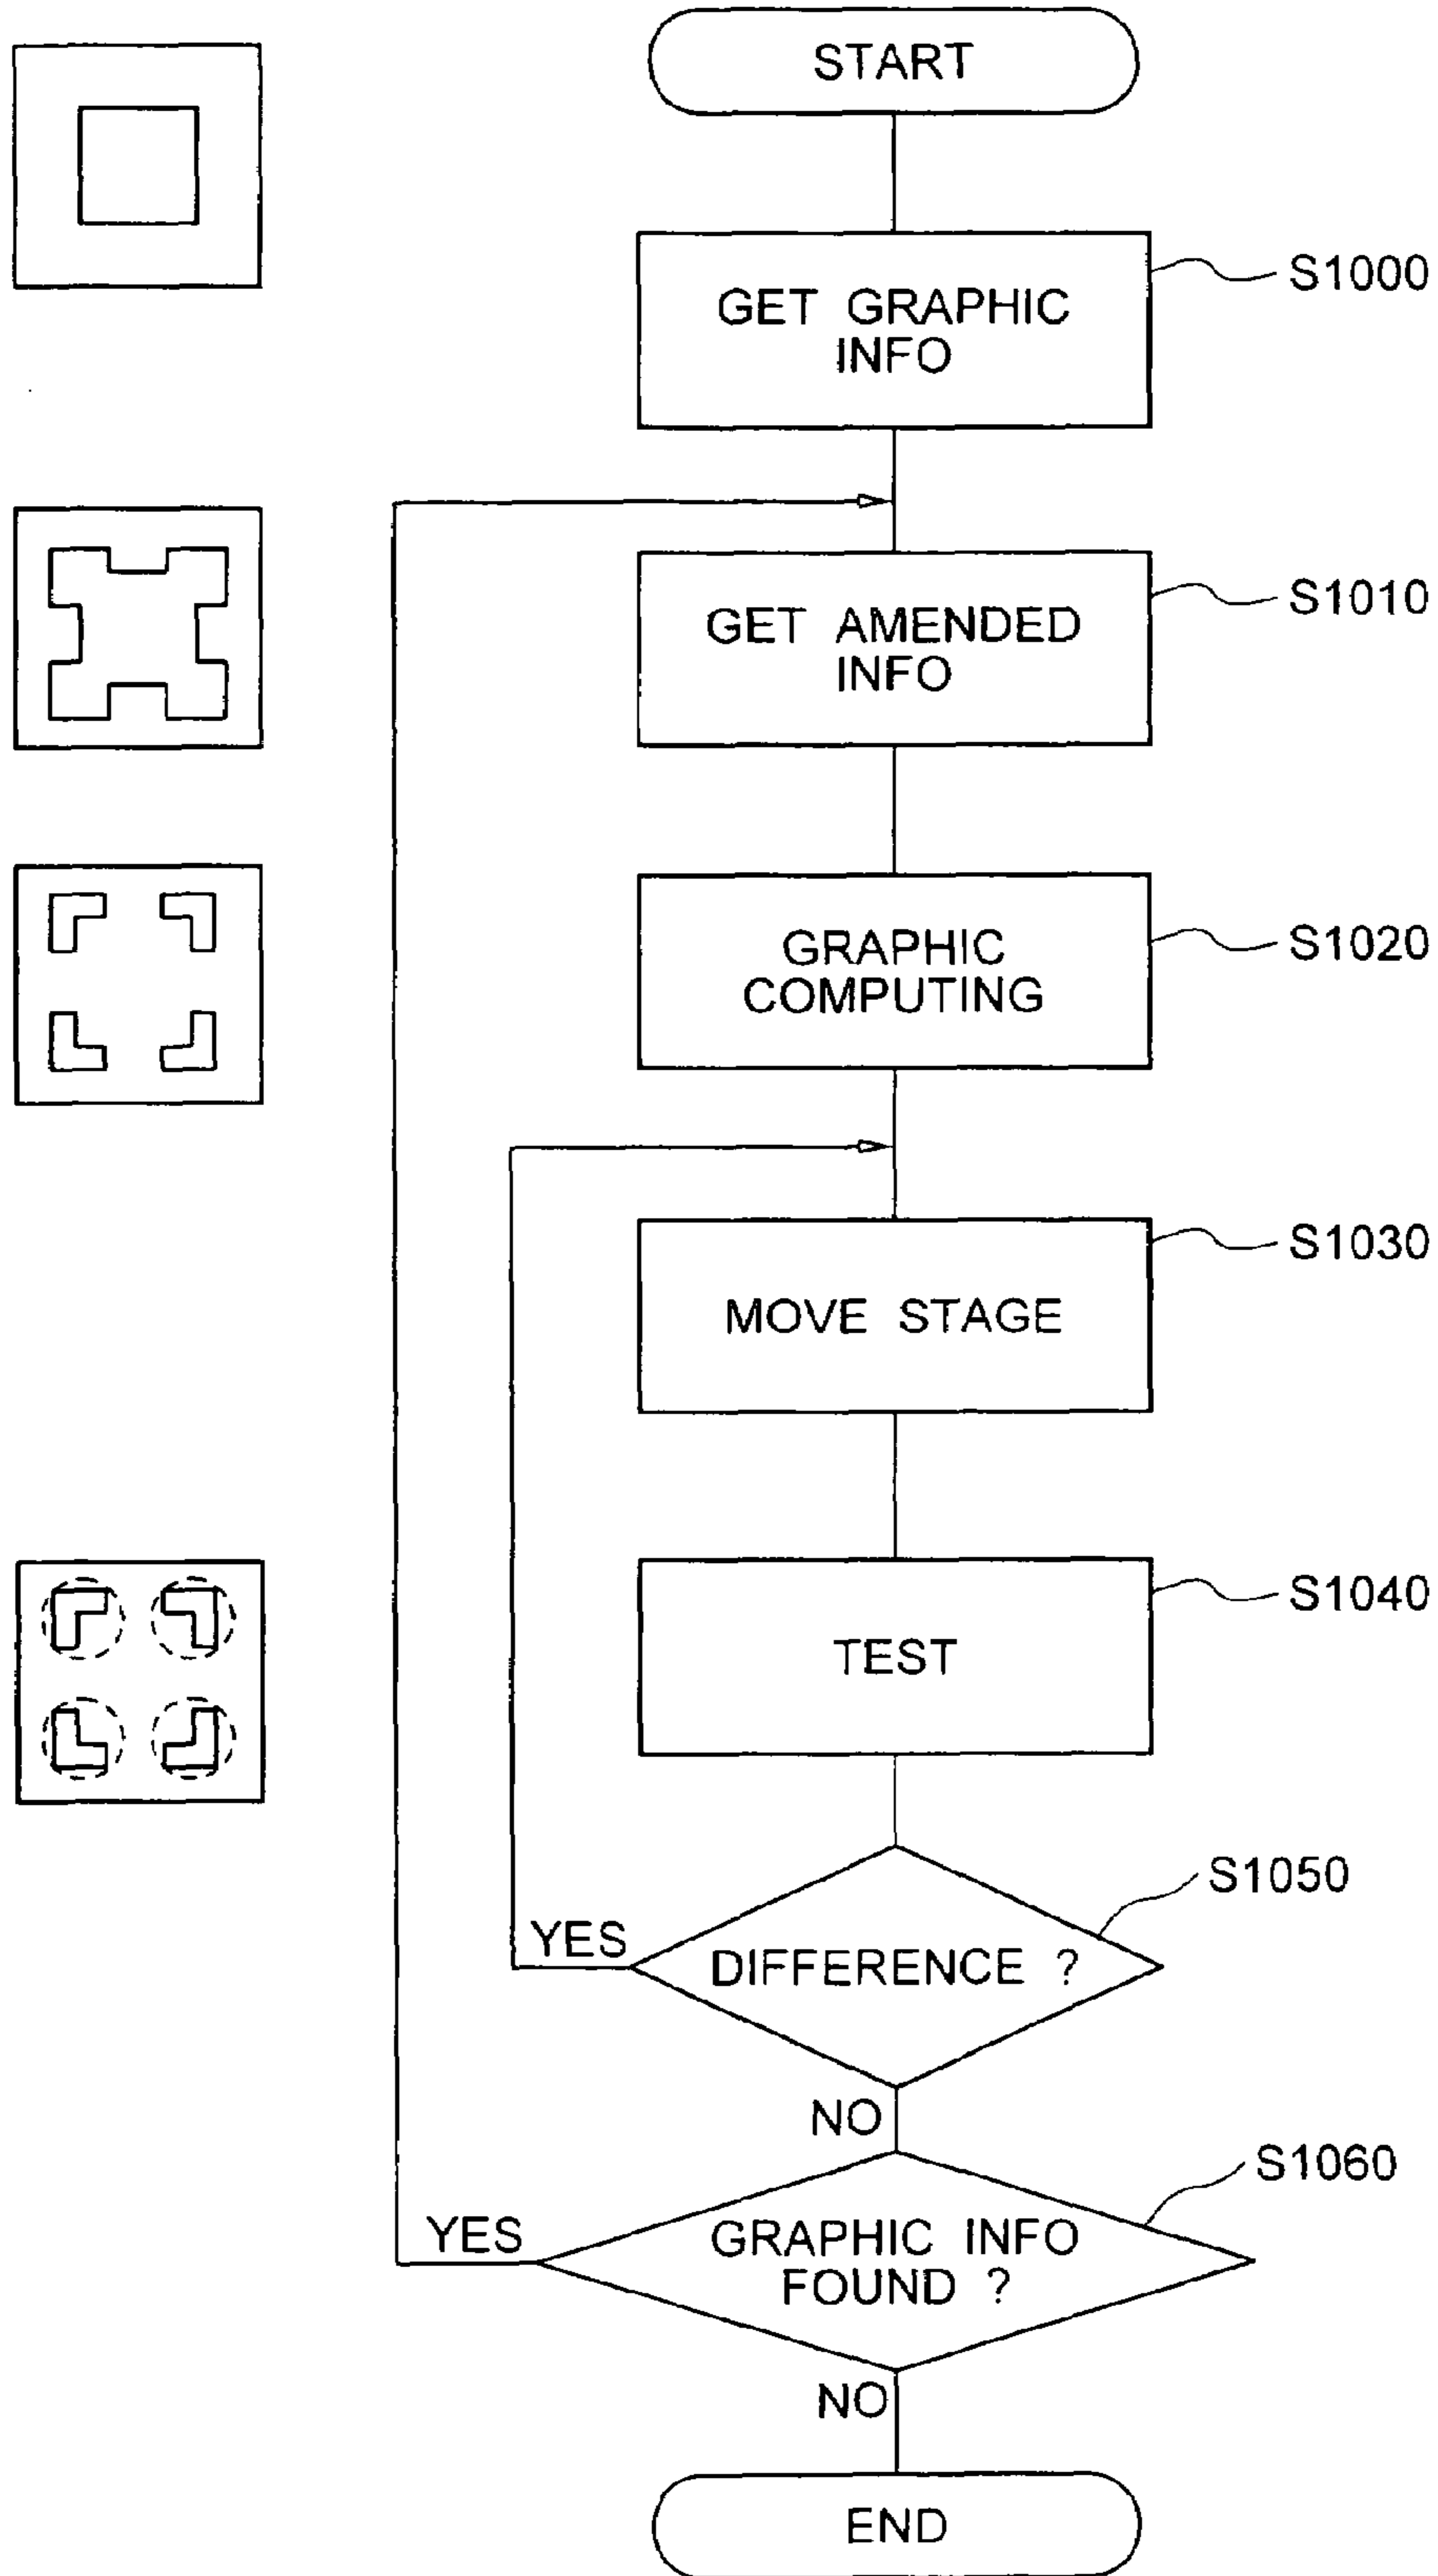 START
GET GRAPHIC
INFO
S1000
GET AMENDED
INFO
S1010
GRAPHIC
COMPUTING
S1020
MOVE STAGE
S1030
TEST
S1040
DIFFERENCE ?
S1050
YES
NO
GRAPHIC INFO
FOUND ?
S1060
YES
NO
END